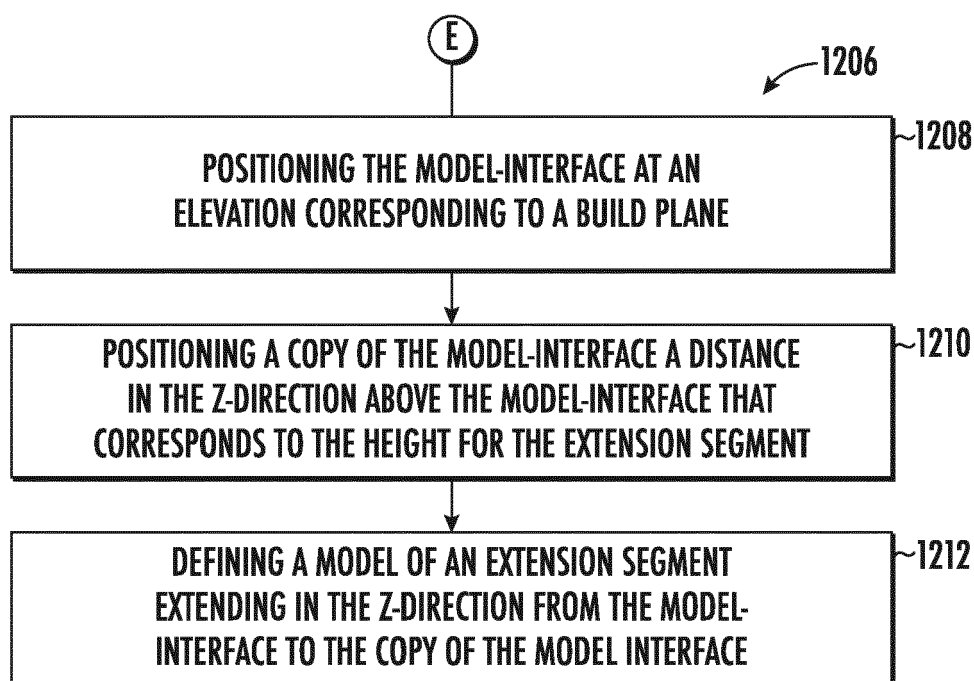 E
1206
1208
POSITIONING THE MODEL-INTERFACE AT AN
ELEVATION CORRESPONDING TO A BUILD PLANE
1210
POSITIONING A COPY OF THE MODEL-INTERFACE A DISTANCE
IN THE Z-DIRECTION ABOVE THE MODEL-INTERFACE THAT
CORRESPONDS TO THE HEIGHT FOR THE EXTENSION SEGMENT
1212
DEFINING A MODEL OF AN EXTENSION SEGMENT
EXTENDING IN THE Z-DIRECTION FROM THE MODEL-
INTERFACE TO THE COPY OF THE MODEL INTERFACE